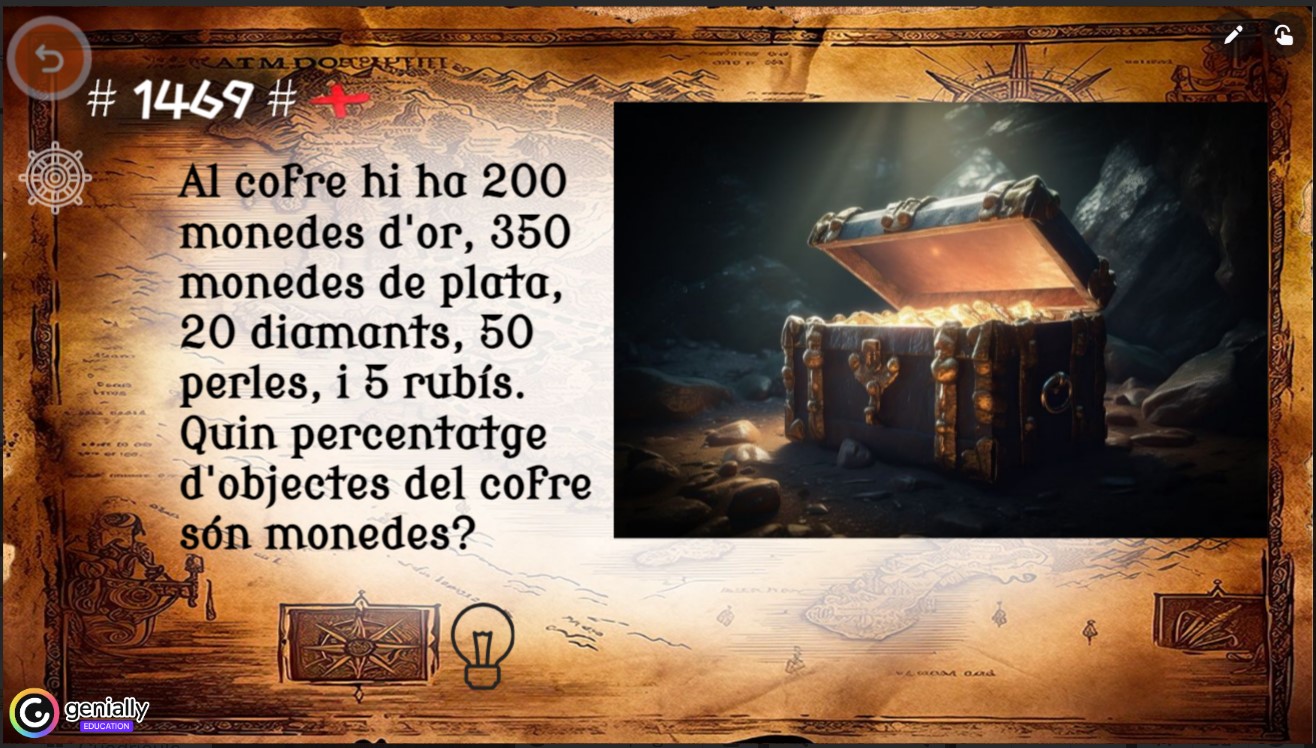 # 1469 #
Al cofre hi ha 200
monedes d'or, 350
monedes de plata,
20 diamants, 50
perles, i 5 rubís.
Quin percentatge
d'objectes del cofre
són monedes?
genially
EDUCATION